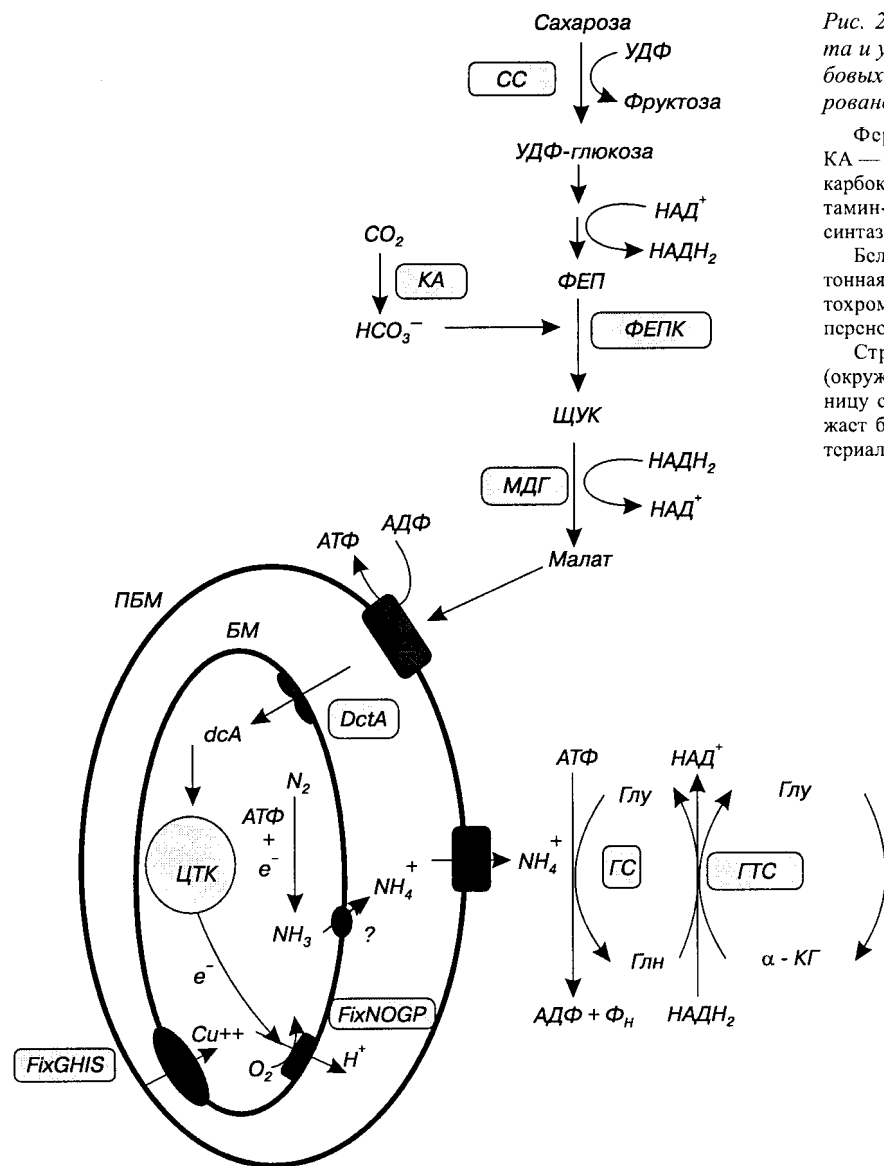 Сахароза
УДФ
СС
Фруктоза
УДФ-глюкоза
НАД+
НАДН2
CO2
КА
ФЕП
HCO3−
ФЕПК
ЩУК
НАДН2
МДГ
НАД+
Малат
АДФ
АТФ
ПБМ
БМ
DctA
dcA
N2
АТФ
+
e−
ЦТК
NH4+
NH3
?
e−
FixNOGP
Cu++
FixGHIS
O2
H+
NH4+
АТФ
НАД+
Глу
Глу
ГС
ГТС
Глн
α - КГ
АДФ + ФН
НАДН2
Рис. 2
та и у
бовых
рован
Фер
КА —
карбок
тамин-
синтаз
Бел
тонная
тохром
перенс
Стр
(окруж
ницу с
жает б
териал